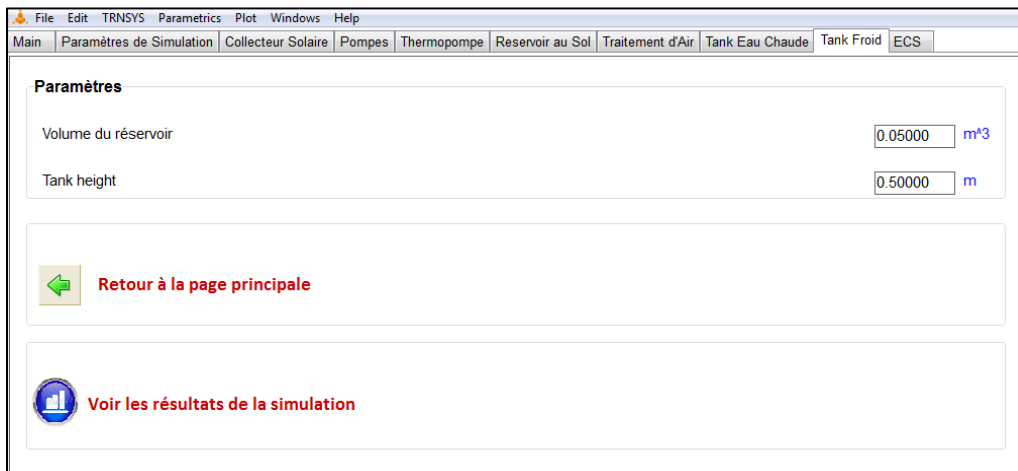 File Edit TRNSYS Parametrics Plot Windows Help
Main Paramètres de Simulation Collecteur Solaire Pompes Thermopompe Reservoir au Sol Traitement d'Air Tank Eau Chaude Tank Froid ECS
Paramètres
Volume du réservoir 0.05000 m^3
Tank height 0.50000 m
Retour à la page principale
Voir les résultats de la simulation